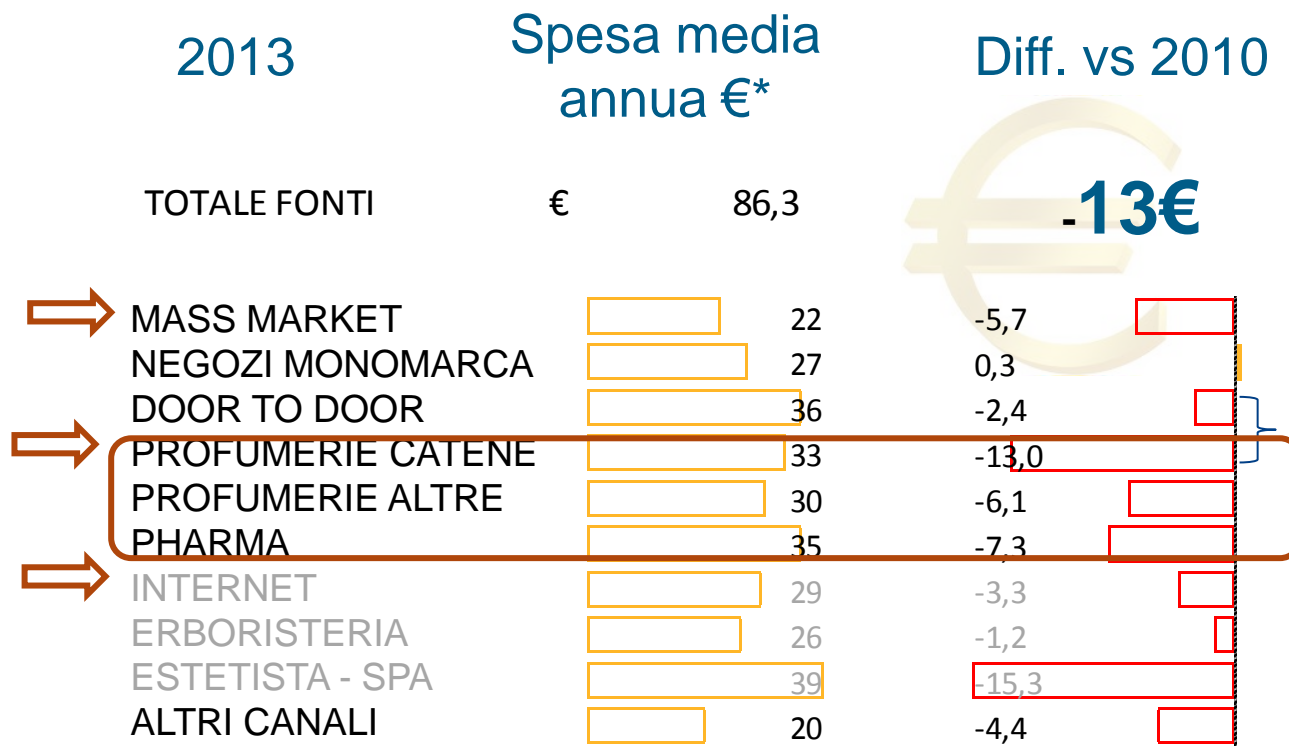 2013 Spesa media annua €* Diff. vs 2010
TOTALE FONTI € 86,3 -13€
MASS MARKET 22 -5,7
NEGOZI MONOMARCA 27 0,3
DOOR TO DOOR 36 -2,4
PROFUMERIE CATENE 33 -13,0
PROFUMERIE ALTRE 30 -6,1
PHARMA 35 -7,3
INTERNET 29 -3,3
ERBORISTERIA 26 -1,2
ESTETISTA - SPA 39 -15,3
ALTRI CANALI 20 -4,4